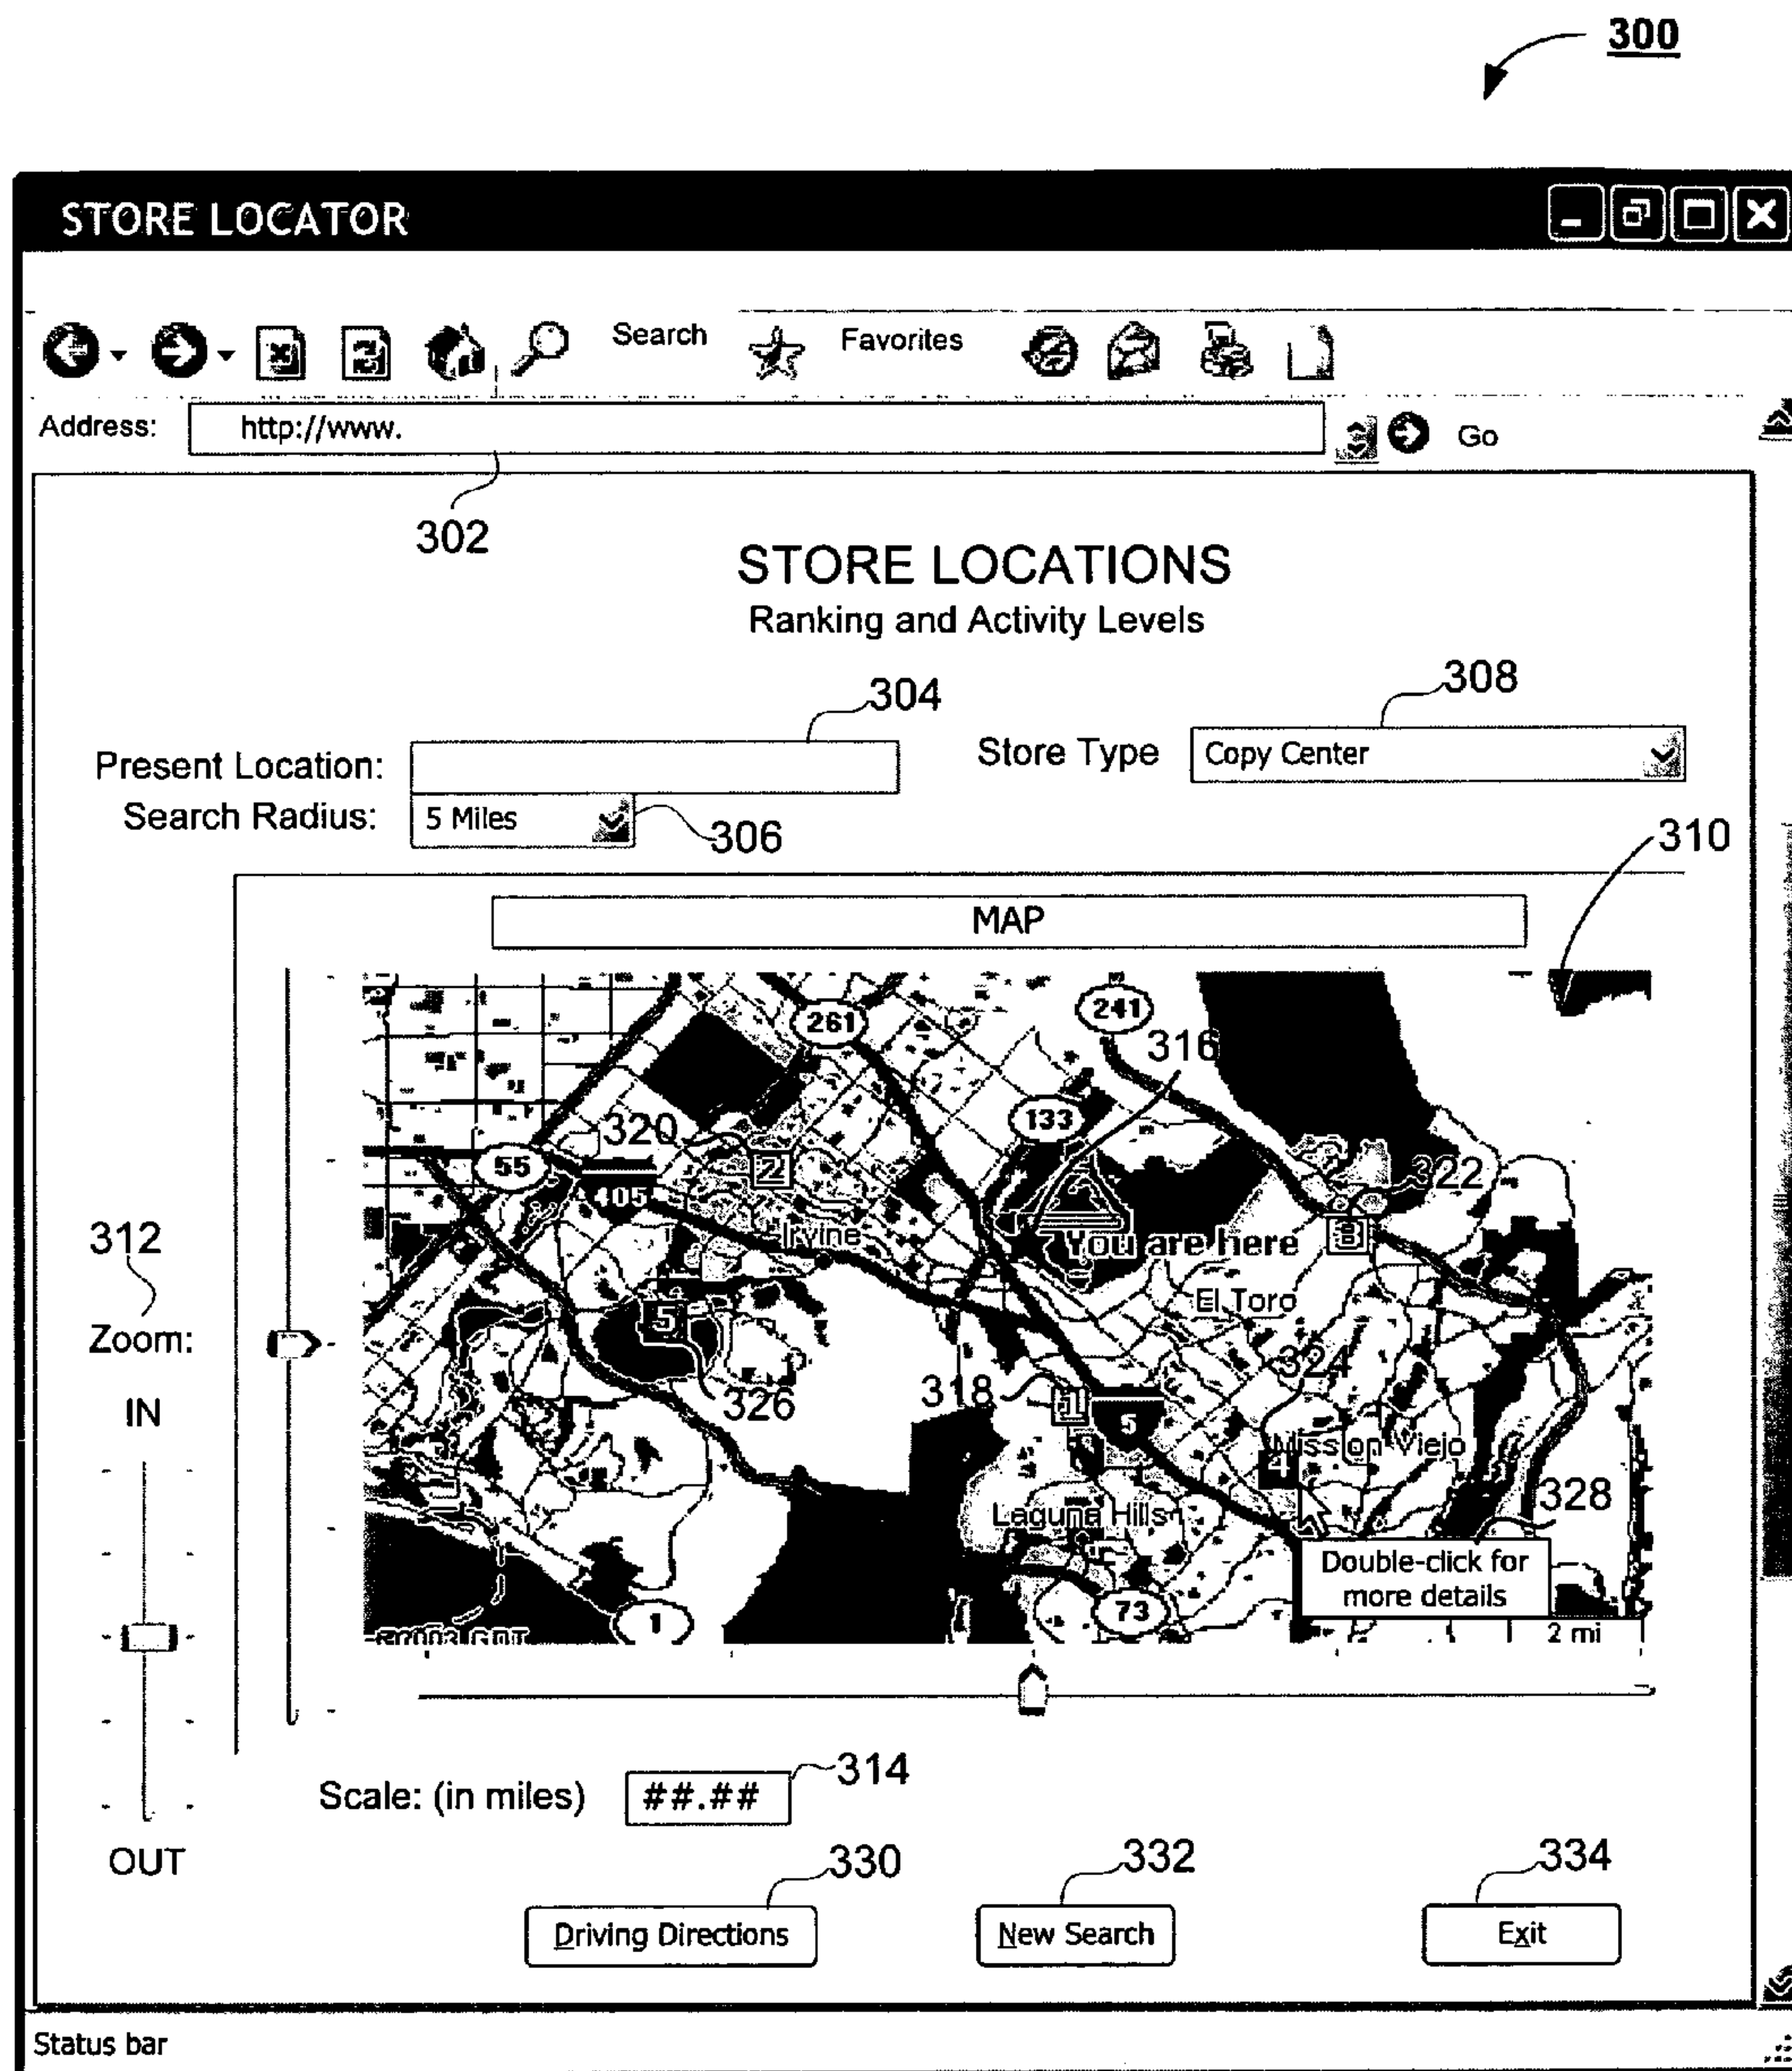 300
STORE LOCATOR
Search Favorites
Address: http://www. Go
302
STORE LOCATIONS
Ranking and Activity Levels
304
308
Present Location:
Store Type Copy Center
Search Radius: 5 Miles
306
310
MAP
261
241
316
133
320
2
55
405
322
Irvine
You are here
312
Zoom:
El Toro
5
324
326
318
1
5
IN
Mission Viejo
4
328
Laguna Hills
Double-click for
more details
1
73
2 mi
Scale: (in miles) ##.##
314
OUT
330
332
334
Driving Directions
New Search
Exit
Status bar